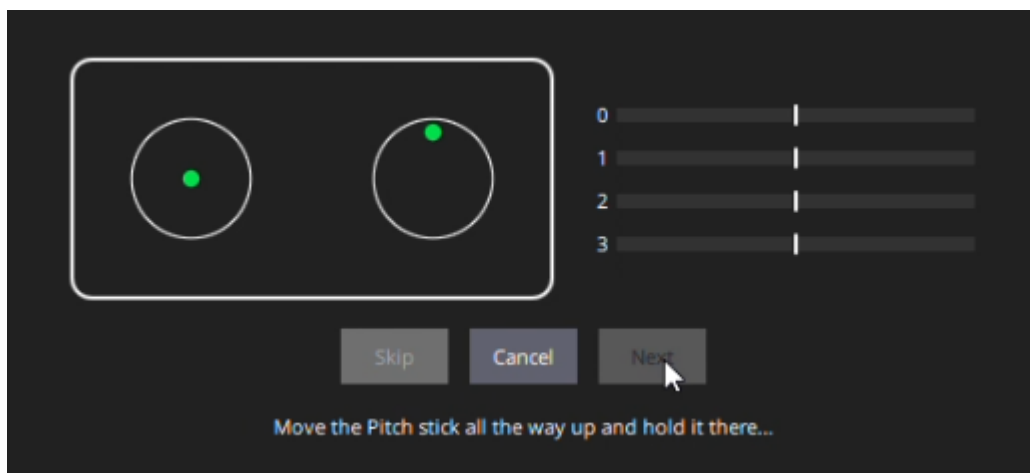 0
1
2
3
Skip Cancel Next
Move the Pitch stick all the way up and hold it there...